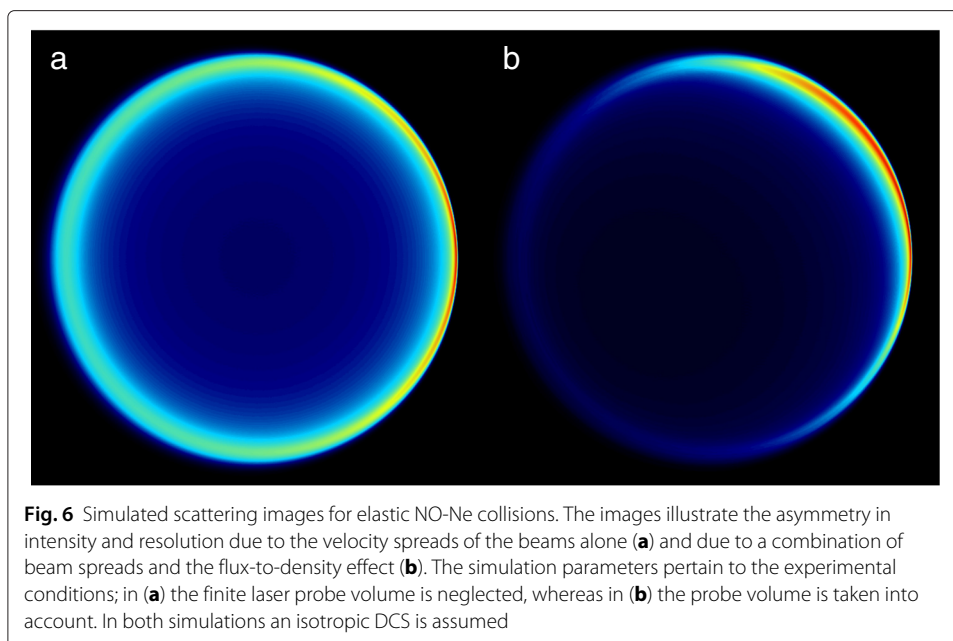 a
b
Fig. 6 Simulated scattering images for elastic NO-Ne collisions. The images illustrate the asymmetry in
intensity and resolution due to the velocity spreads of the beams alone (a) and due to a combination of
beam spreads and the flux-to-density effect (b). The simulation parameters pertain to the experimental
conditions; in (a) the finite laser probe volume is neglected, whereas in (b) the probe volume is taken into
account. In both simulations an isotropic DCS is assumed